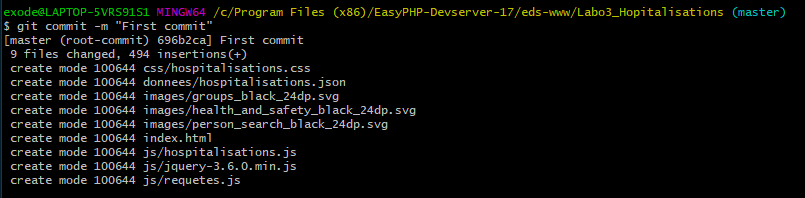 exode@LAPTOP-5VRS91S1 MINGW64 /c/Program Files (x86)/EasyPHP-Devserver-17/eds-www/Labo3_Hopitalisations (master)
$ git commit -m "First commit"
[master (root-commit) 696b2ca] First commit
 9 files changed, 494 insertions(+)
 create mode 100644 css/hospitalisations.css
 create mode 100644 donnees/hospitalisations.json
 create mode 100644 images/groups_black_24dp.svg
 create mode 100644 images/health_and_safety_black_24dp.svg
 create mode 100644 images/person_search_black_24dp.svg
 create mode 100644 index.html
 create mode 100644 js/hospitalisations.js
 create mode 100644 js/jquery-3.6.0.min.js
 create mode 100644 js/requetes.js